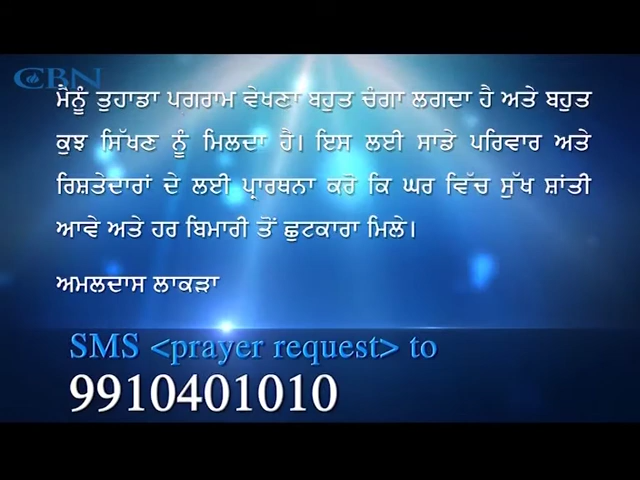 CBN
ਮੈਨੂੰ ਤੁਹਾਡਾ ਪਗਰਾਮ ਵੇਖਣਾ ਬਹੁਤ ਚੰਗਾ ਲਗਦਾ ਹੈ ਅਤੇ ਬਹੁਤ
ਕੁਝ ਸਿੱਖਣ ਨੂੰ ਮਿਲਦਾ ਹੈ। ਇਸ ਲਈ ਸਾਡੇ ਪਰਿਵਾਰ ਅਤੇ
ਰਿਸ਼ਤੇਦਾਰਾਂ ਦੇ ਲਈ ਪ੍ਰਾਰਥਨਾ ਕਰੋ ਕਿ ਘਰ ਵਿੱਚ ਸੁੱਖ ਸ਼ਾਂਤੀ
ਆਵੇ ਅਤੇ ਹਰ ਬਿਮਾਰੀ ਤੋਂ ਛੁਟਕਾਰਾ ਮਿਲੇ।
ਅਮਲਦਾਸ ਲਾਕੜਾ
SMS <prayer request> to
9910401010